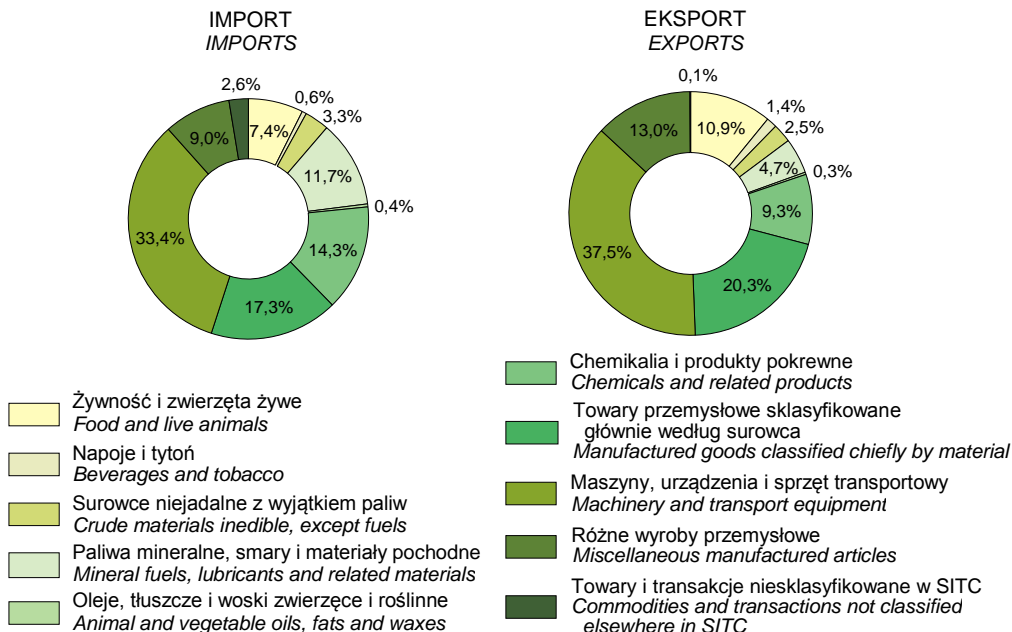 IMPORT
IMPORTS
2,6%
0,6%
3,3%
7,4%
9,0%
11,7%
0,4%
33,4%
14,3%
17,3%
EKSPORT
EXPORTS
0,1%
1,4%
2,5%
10,9%
13,0%
4,7%
0,3%
9,3%
37,5%
20,3%
Żywność i zwierzęta żywe
Food and live animals
Napoje i tytoń
Beverages and tobacco
Surowce niejadalne z wyjątkiem paliw
Crude materials inedible, except fuels
Paliwa mineralne, smary i materiały pochodne
Mineral fuels, lubricants and related materials
Oleje, tłuszcze i woski zwierzęce i roślinne
Animal and vegetable oils, fats and waxes
Chemikalia i produkty pokrewne
Chemicals and related products
Towary przemysłowe sklasyfikowane
głównie według surowca
Manufactured goods classified chiefly by material
Maszyny, urządzenia i sprzęt transportowy
Machinery and transport equipment
Różne wyroby przemysłowe
Miscellaneous manufactured articles
Towary i transakcje niesklasyfikowane w SITC
Commodities and transactions not classified
elsewhere in SITC